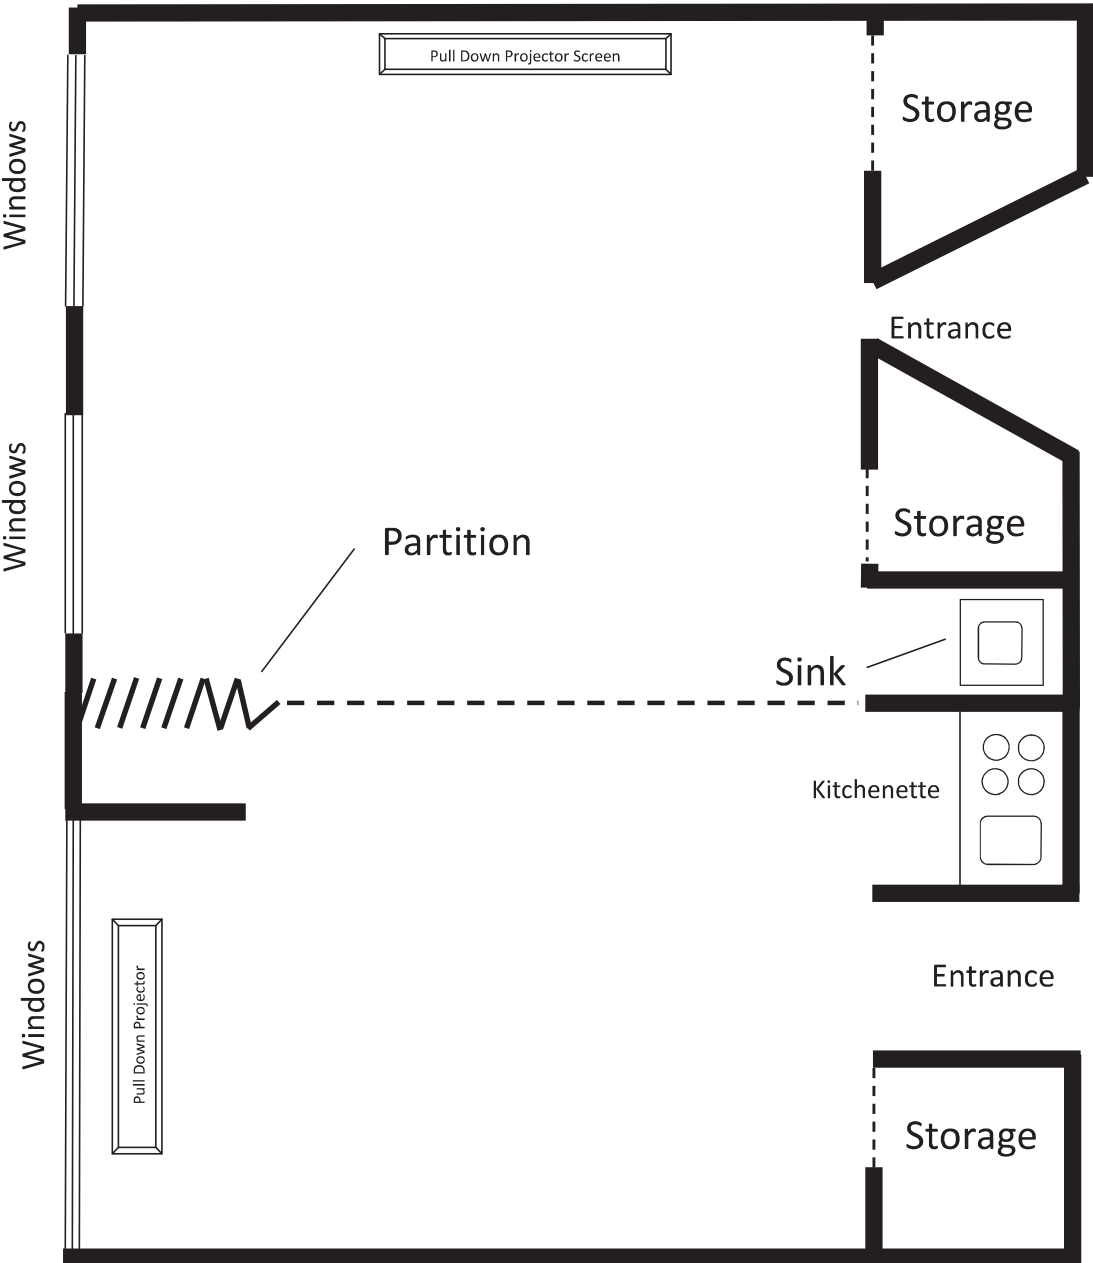 Pull Down Projector Screen
Storage
Windows
Entrance
Windows
Storage
Partition
Sink
Kitchenette
Windows
Entrance
Pull Down Projector
Storage